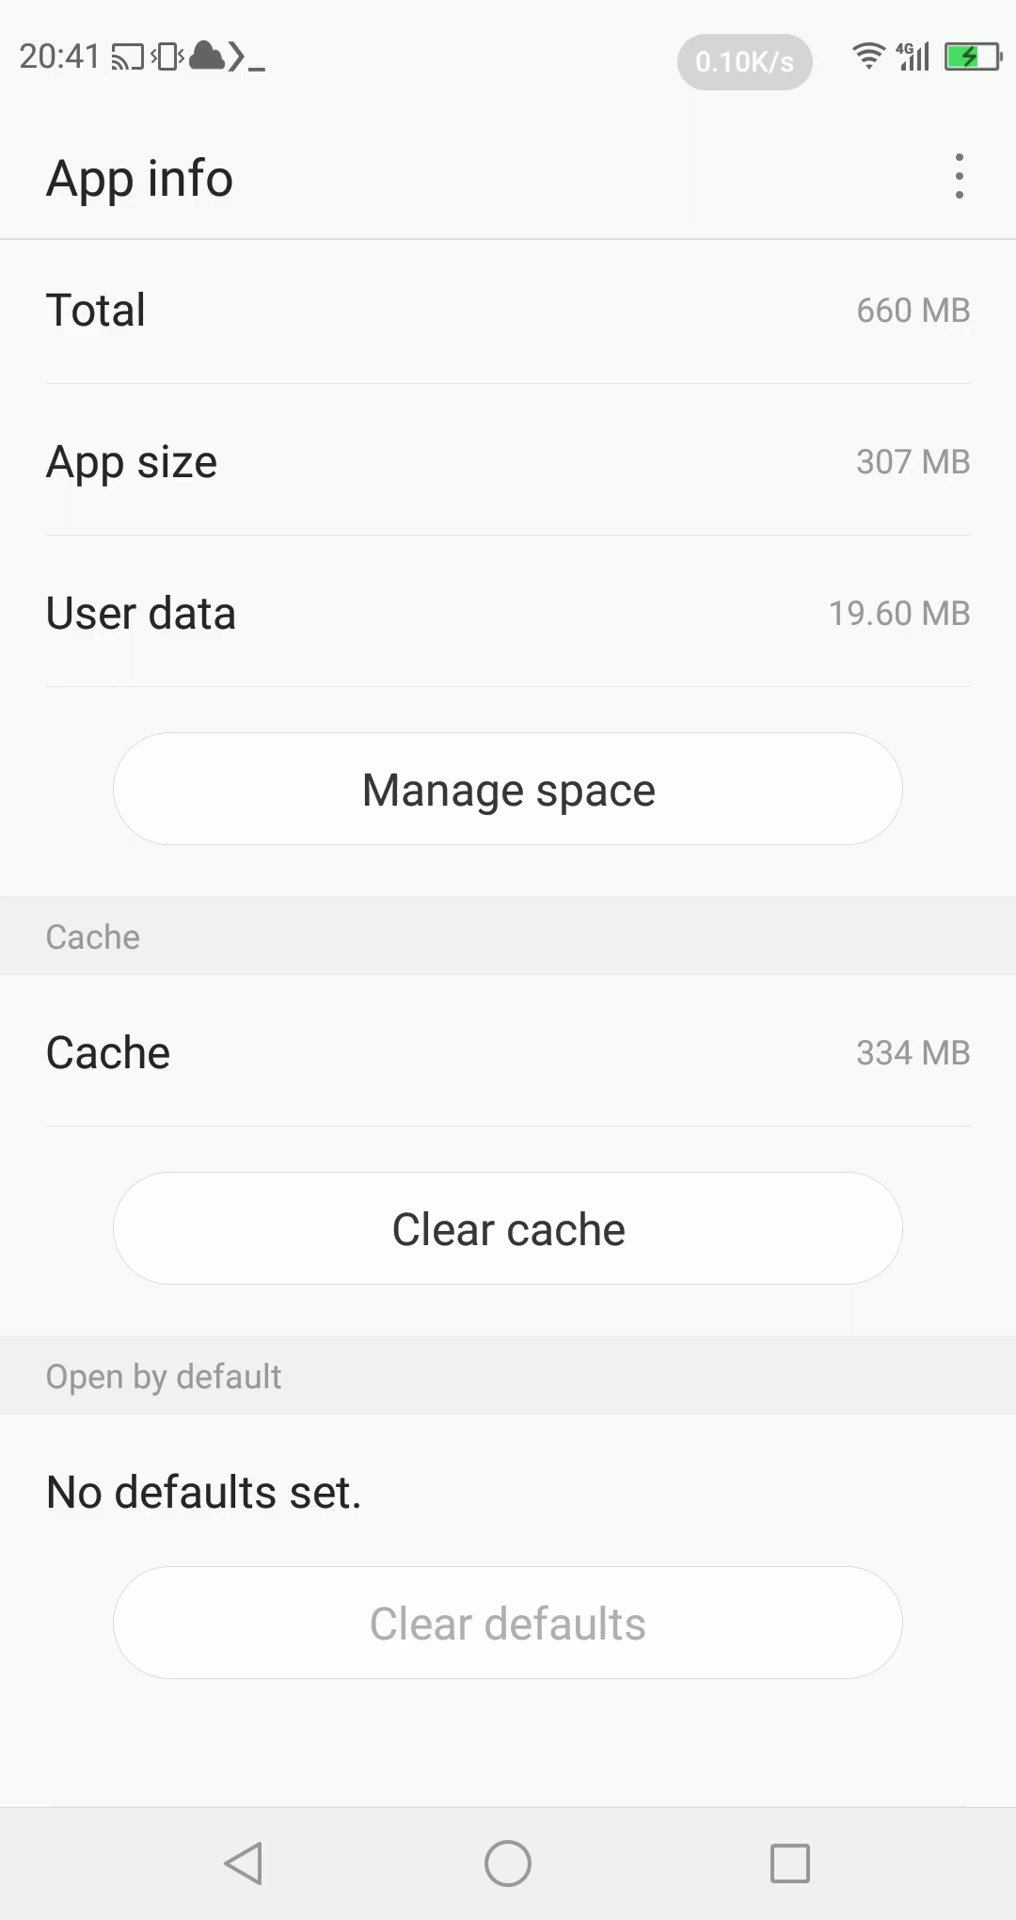 20:41 0.10K/s 4G
App info
Total 660 MB
App size 307 MB
User data 19.60 MB
Manage space
Cache
Cache 334 MB
Clear cache
Open by default
No defaults set.
Clear defaults